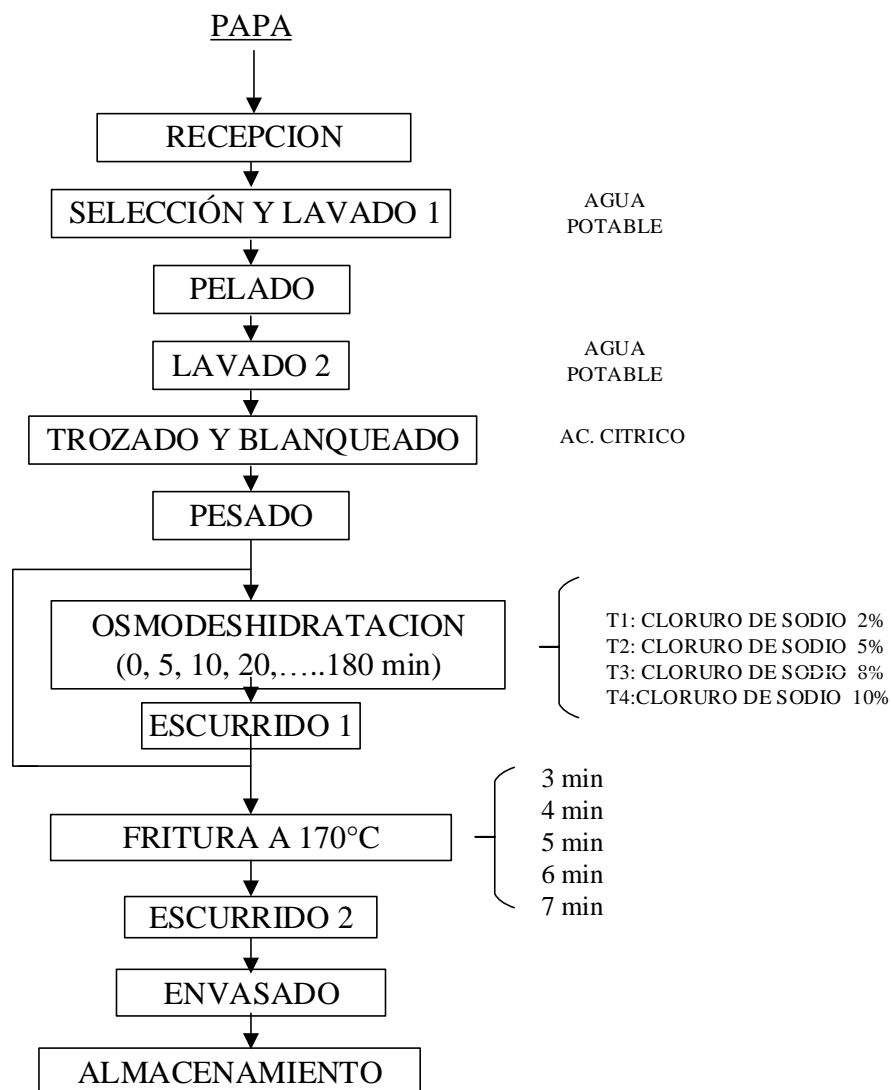 PAPA
RECEPCION
SELECCIÓN Y LAVADO 1
AGUA
POTABLE
PELADO
LAVADO 2
AGUA
POTABLE
TROZADO Y BLANQUEADO
AC. CITRICO
PESADO
OSMODESHIDRATACION
(0, 5, 10, 20,…..180 min)
T1: CLORURO DE SODIO 2%
T2: CLORURO DE SODIO 5%
T3: CLORURO DE SODIO 8%
T4:CLORURO DE SODIO 10%
ESCURRIDO 1
FRITURA A 170°C
3 min
4 min
5 min
6 min
7 min
ESCURRIDO 2
ENVASADO
ALMACENAMIENTO